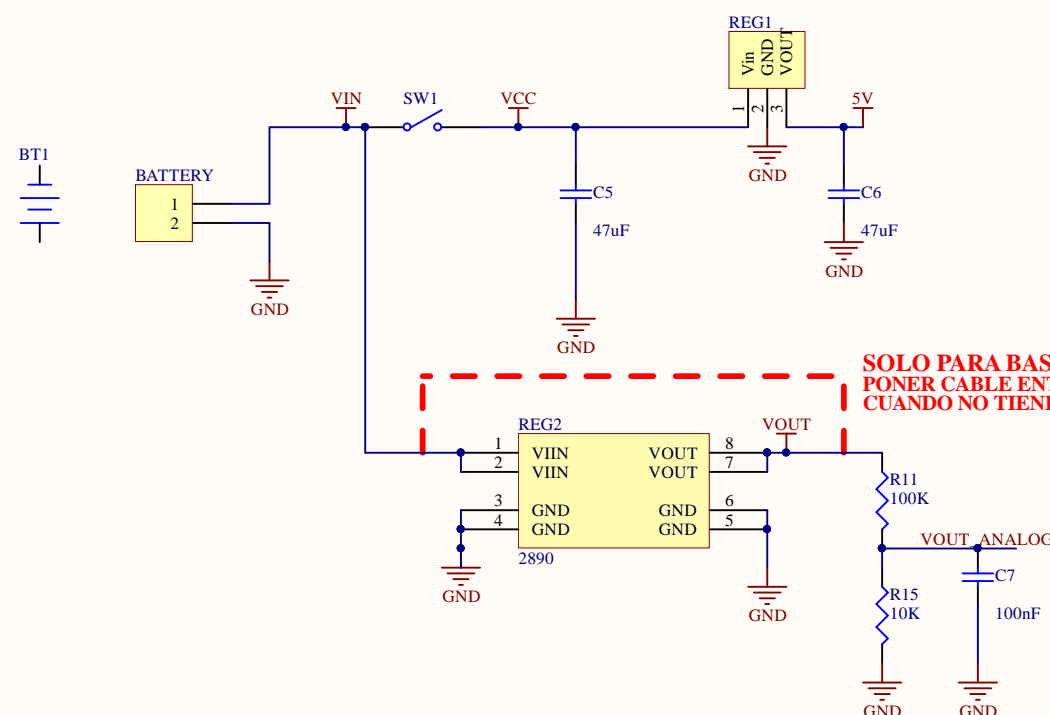 REG1
Vin
GND
VOUT
1
2
3
VIN
SW1
VCC
5V
BT1
BATTERY
1
2
GND
C5
47uF
GND
GND
C6
47uF
GND
SOLO PARA BAS
PONER CABLE ENT
CUANDO NO TIEN
REG2
VOUT
1 VIIN VOUT 8
2 VIIN VOUT 7
3 GND GND 6
4 GND GND 5
2890
GND
GND
R11
100K
VOUT_ANALOG
C7
100nF
R15
10K
GND
GND